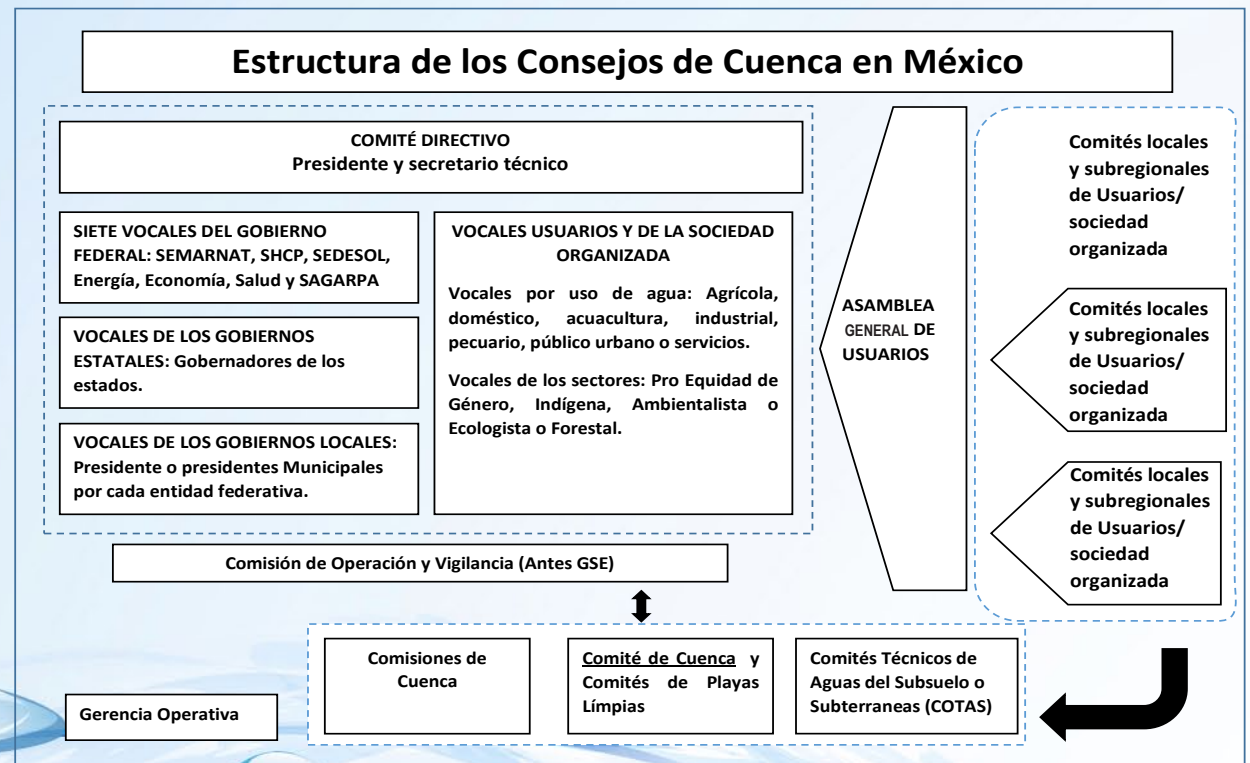 Estructura de los Consejos de Cuenca en México
COMITÉ DIRECTIVO
Presidente y secretario técnico
SIETE VOCALES DEL GOBIERNO
FEDERAL: SEMARNAT, SHCP, SEDESOL,
Energía, Economía, Salud y SAGARPA
VOCALES DE LOS GOBIERNOS
ESTATALES: Gobernadores de los
estados.
VOCALES DE LOS GOBIERNOS LOCALES:
Presidente o presidentes Municipales
por cada entidad federativa.
VOCALES USUARIOS Y DE LA SOCIEDAD
ORGANIZADA
Vocales por uso de agua: Agrícola,
doméstico, acuacultura, industrial,
pecuario, público urbano o servicios.
Vocales de los sectores: Pro Equidad de
Género, Indígena, Ambientalista o
Ecologista o Forestal.
ASAMBLEA
GENERAL DE
USUARIOS
Comités locales
y subregionales
de Usuarios/
sociedad
organizada
Comités locales
y subregionales
de Usuarios/
sociedad
organizada
Comités locales
y subregionales
de Usuarios/
sociedad
organizada
Comisión de Operación y Vigilancia (Antes GSE)
Comisiones de
Cuenca
Comité de Cuenca y
Comités de Playas
Límpias
Comités Técnicos de
Aguas del Subsuelo o
Subterraneas (COTAS)
Gerencia Operativa